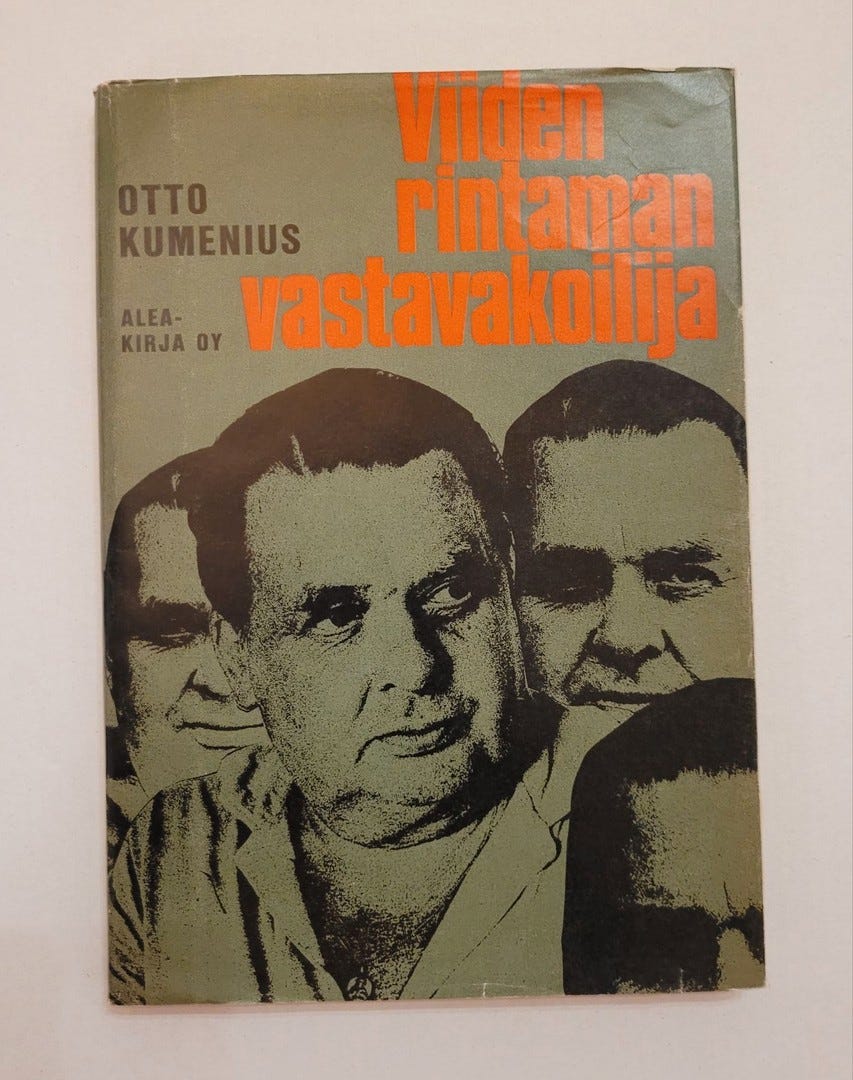 Viiden
rintaman
vastavakoilija
OTTO
KUMENIUS
ALEA-
KIRJA OY